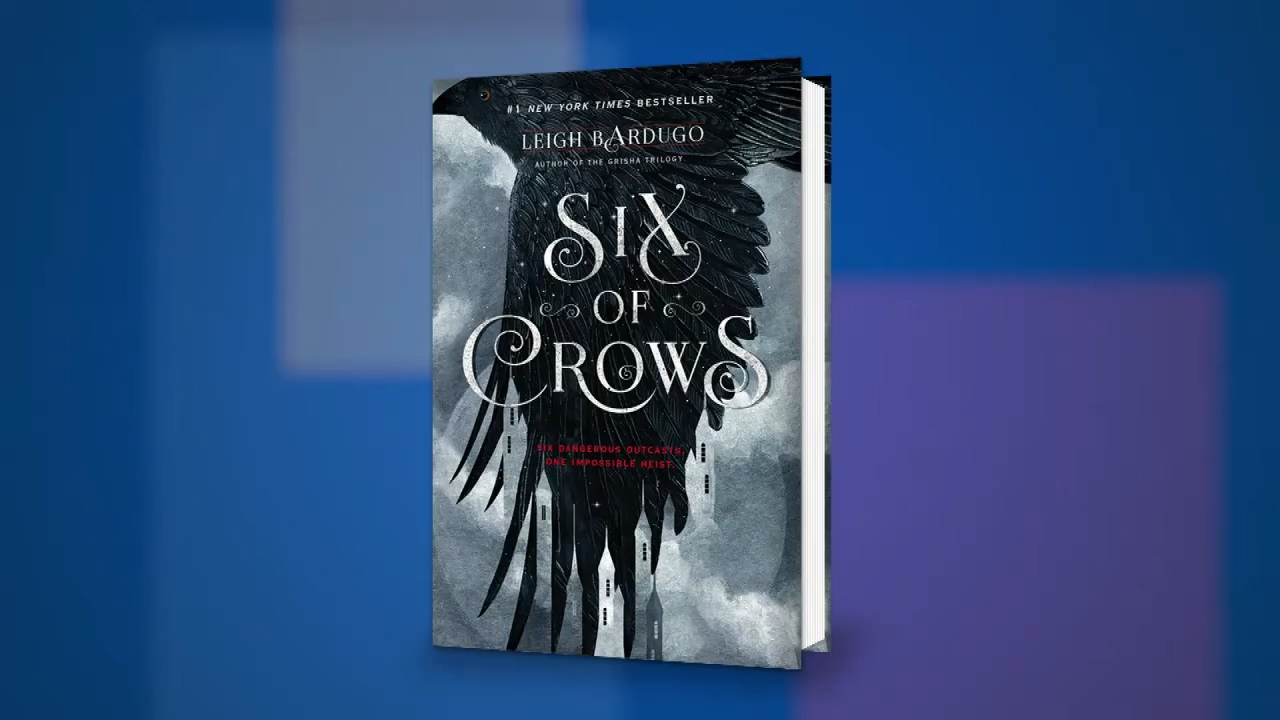 #1 NEW YORK TIMES BESTSELLER
LEIGH BARDUGO
AUTHOR OF THE GRISHA TRILOGY
SIX
OF
CROWS
SIX DANGEROUS OUTCASTS.
ONE IMPOSSIBLE HEIST.